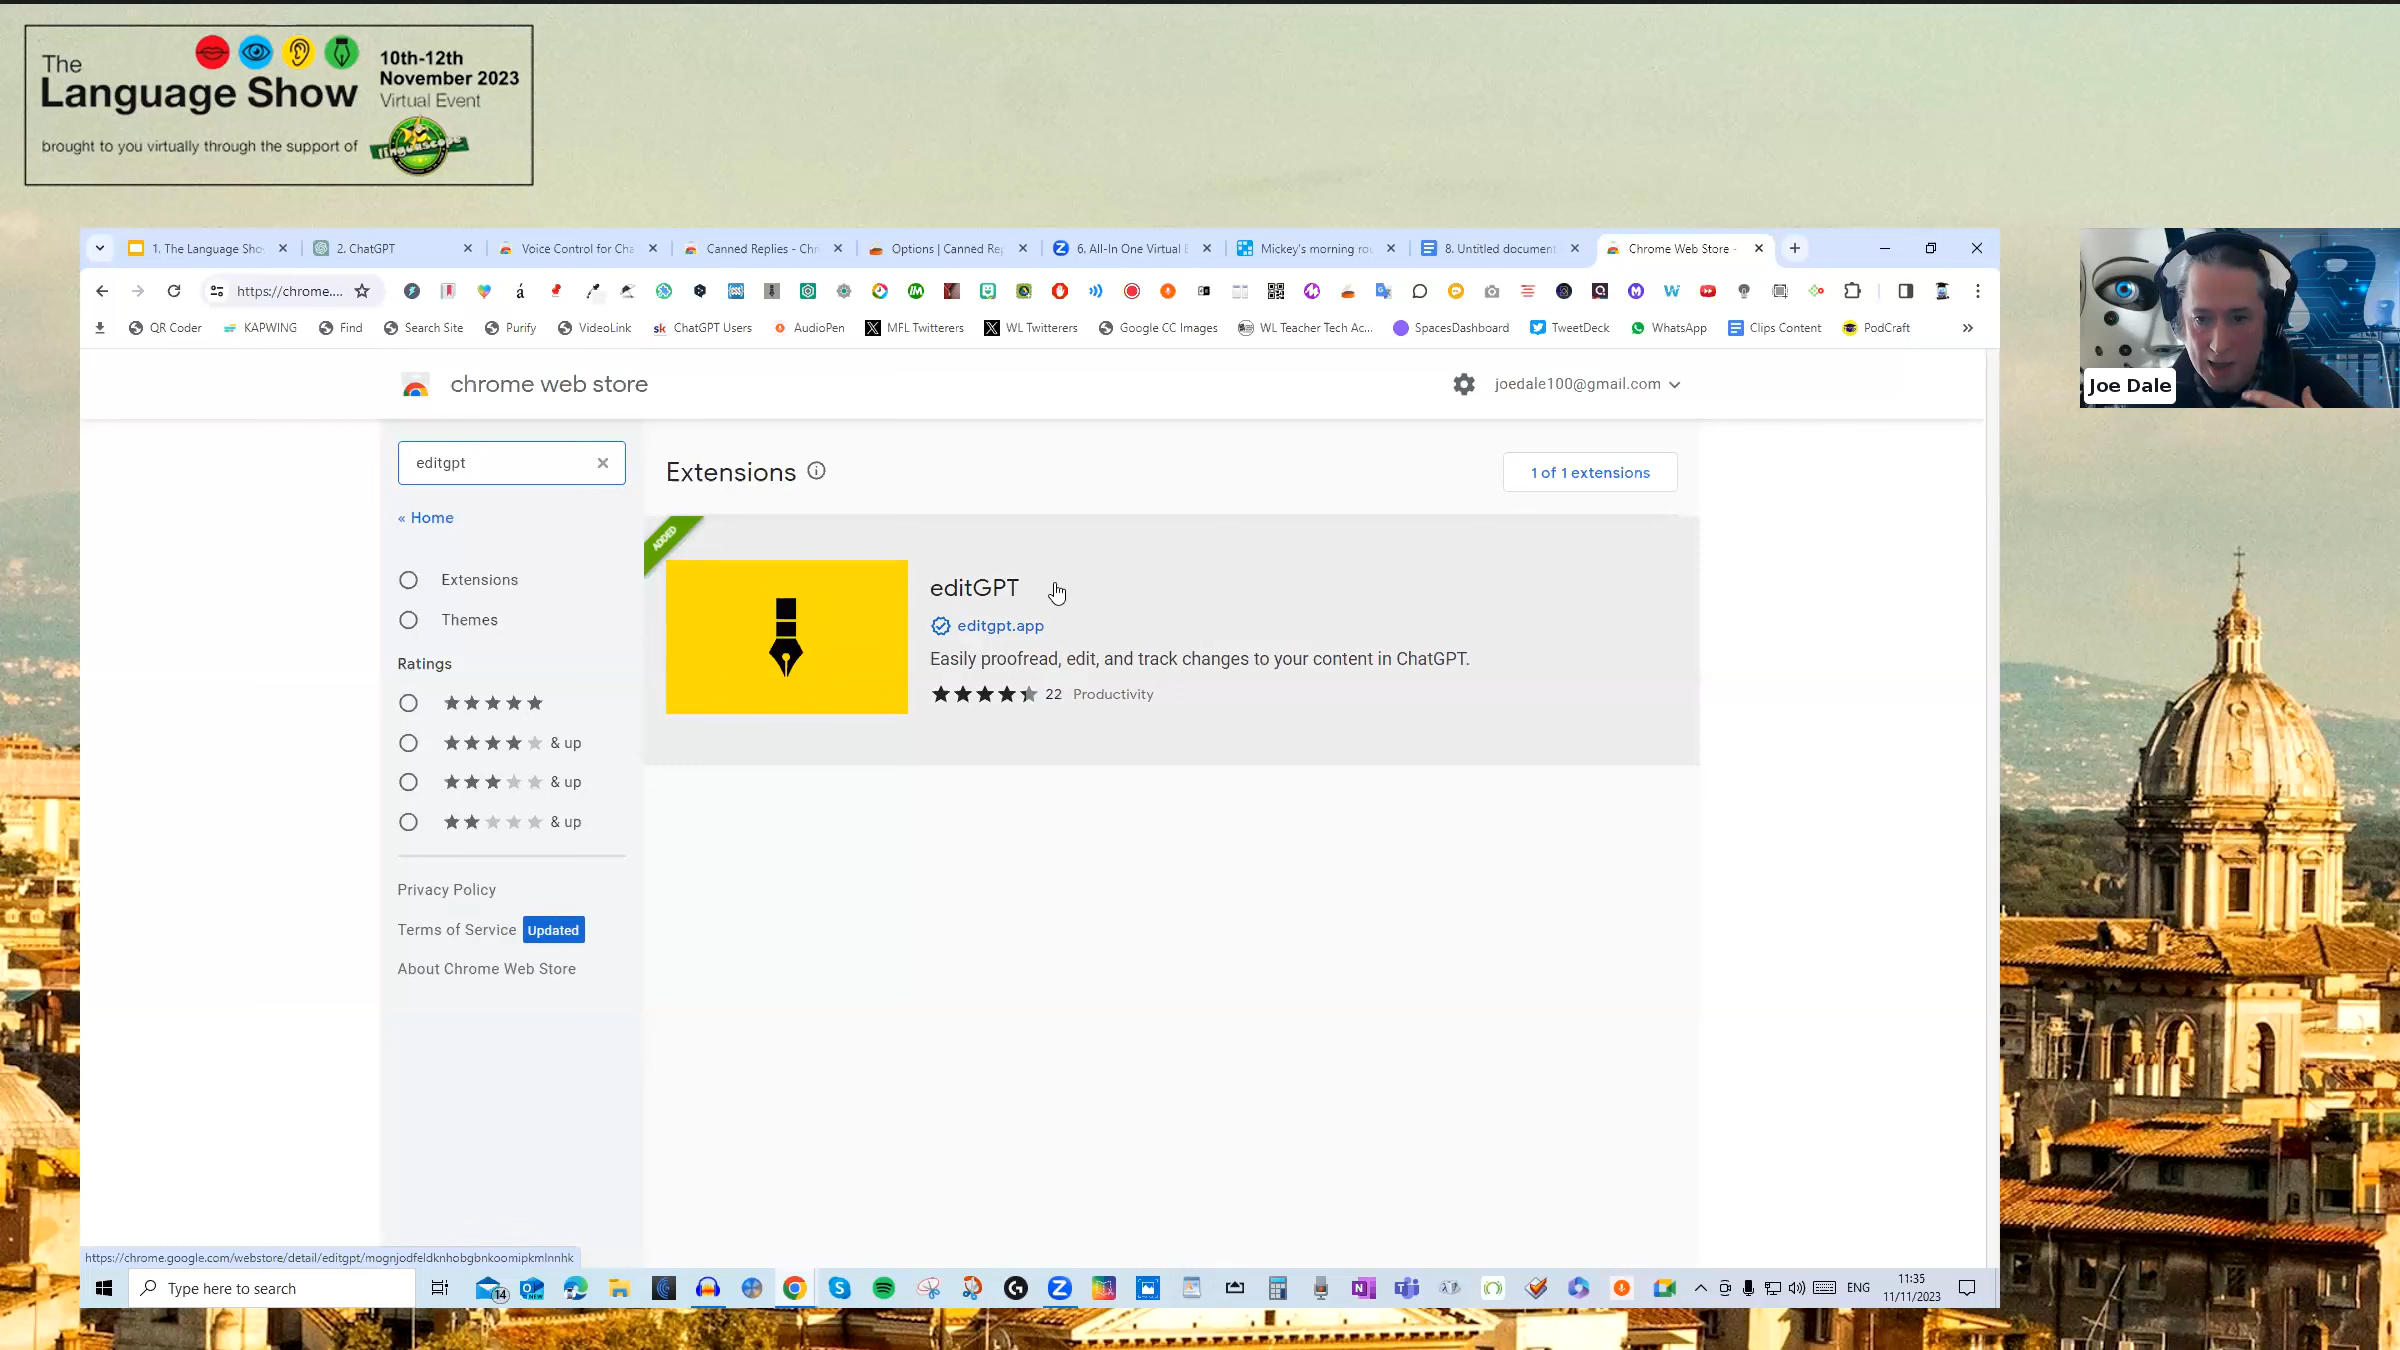 The
Language Show
10th-12th
November 2023
Virtual Event
brought to you virtually through the support of
linguascope
1. The Language Sho
2. ChatGPT
Voice Control for Cha
Canned Replies - Chr
Options | Canned Rep
6. All-In One Virtual
Mickey's morning rou
8. Untitled document
Chrome Web Store -
https://chrome....
QR Coder
KAPWING
Find
Search Site
Purify
VideoLink
sk ChatGPT Users
AudioPen
MFL Twitterers
WL Twitterers
Google CC Images
WL Teacher Tech Ac...
SpacesDashboard
TweetDeck
WhatsApp
Clips Content
PodCraft
»
chrome web store
joedale100@gmail.com
Joe Dale
editgpt
Extensions
1 of 1 extensions
« Home
ADDED
Extensions
Themes
editGPT
editgpt.app
Easily proofread, edit, and track changes to your content in ChatGPT.
22 Productivity
Ratings
& up
& up
& up
Privacy Policy
Terms of Service Updated
About Chrome Web Store
https://chrome.google.com/webstore/detail/editgpt/mognjodfeldknhobgbnkoomipkmlnnhk
Type here to search
14
NEW
ENG
11:35
11/11/2023